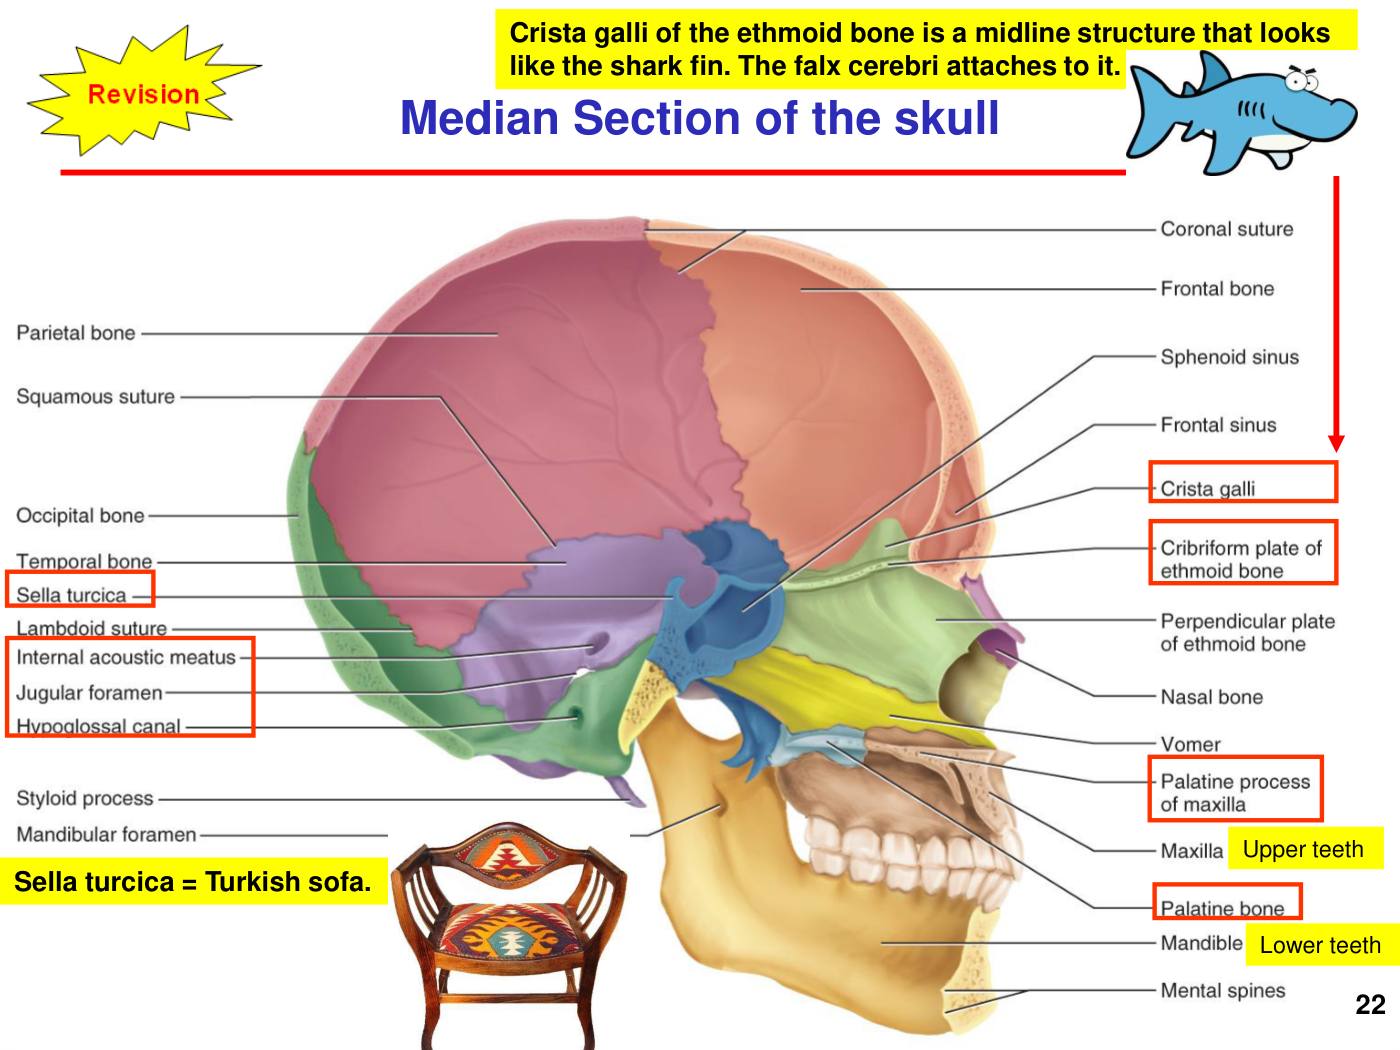 Crista galli of the ethmoid bone is a midline structure that looks
like the shark fin. The falx cerebri attaches to it.
Revision
Median Section of the skull
Parietal bone
Squamous suture
Occipital bone
Temporal bone
Sella turcica
Lambdoid suture
Internal acoustic meatus
Jugular foramen
Hypoglossal canal
Styloid process
Mandibular foramen
Sella turcica = Turkish sofa.
Coronal suture
Frontal bone
Sphenoid sinus
Frontal sinus
Crista galli
Cribriform plate of
ethmoid bone
Perpendicular plate
of ethmoid bone
Nasal bone
Vomer
Palatine process
of maxilla
Maxilla
Upper teeth
Palatine bone
Mandible
Lower teeth
Mental spines
22